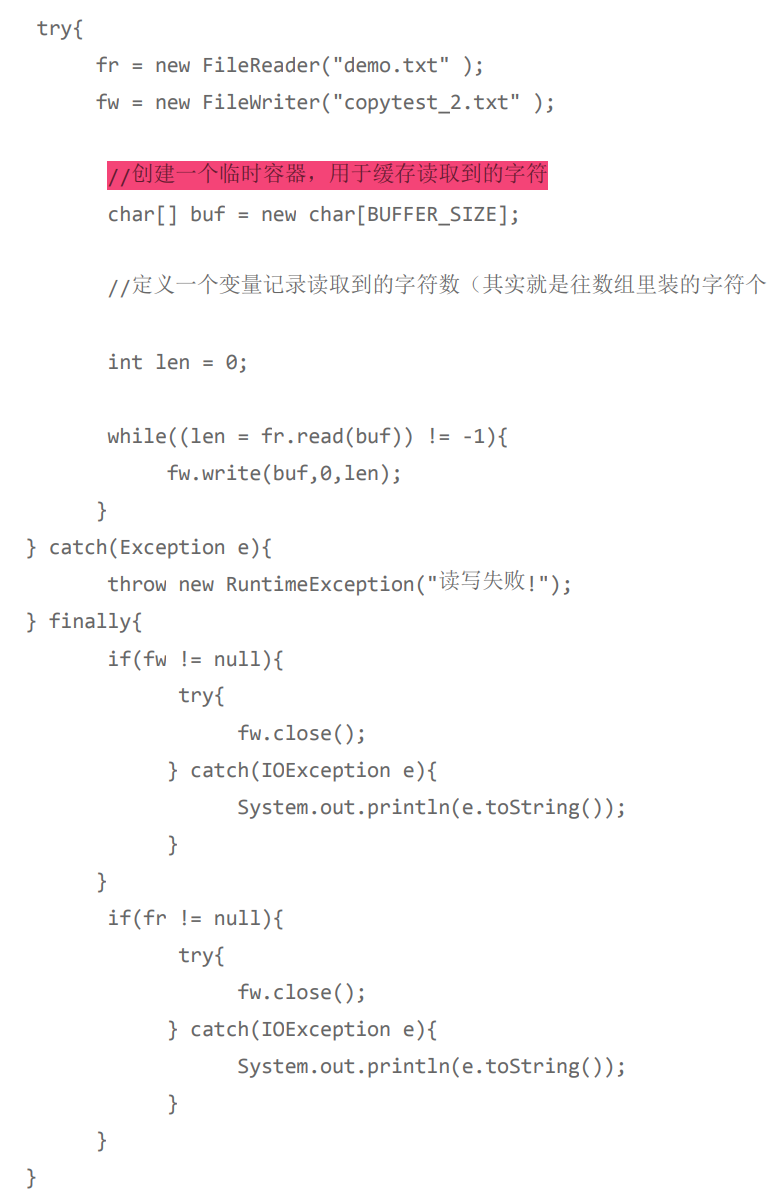 try{
fr = new FileReader("demo.txt" );
fw = new FileWriter("copytest_2.txt" );
//创建一个临时容器，用于缓存读取到的字符
char[] buf = new char[BUFFER_SIZE];
//定义一个变量记录读取到的字符数（其实就是往数组里装的字符个
int len = 0;
while((len = fr.read(buf)) != -1){
fw.write(buf,0,len);
}
} catch(Exception e){
throw new RuntimeException("读写失败!");
} finally{
if(fw != null){
try{
fw.close();
} catch(IOException e){
System.out.println(e.toString());
}
}
if(fr != null){
try{
fw.close();
} catch(IOException e){
System.out.println(e.toString());
}
}
}